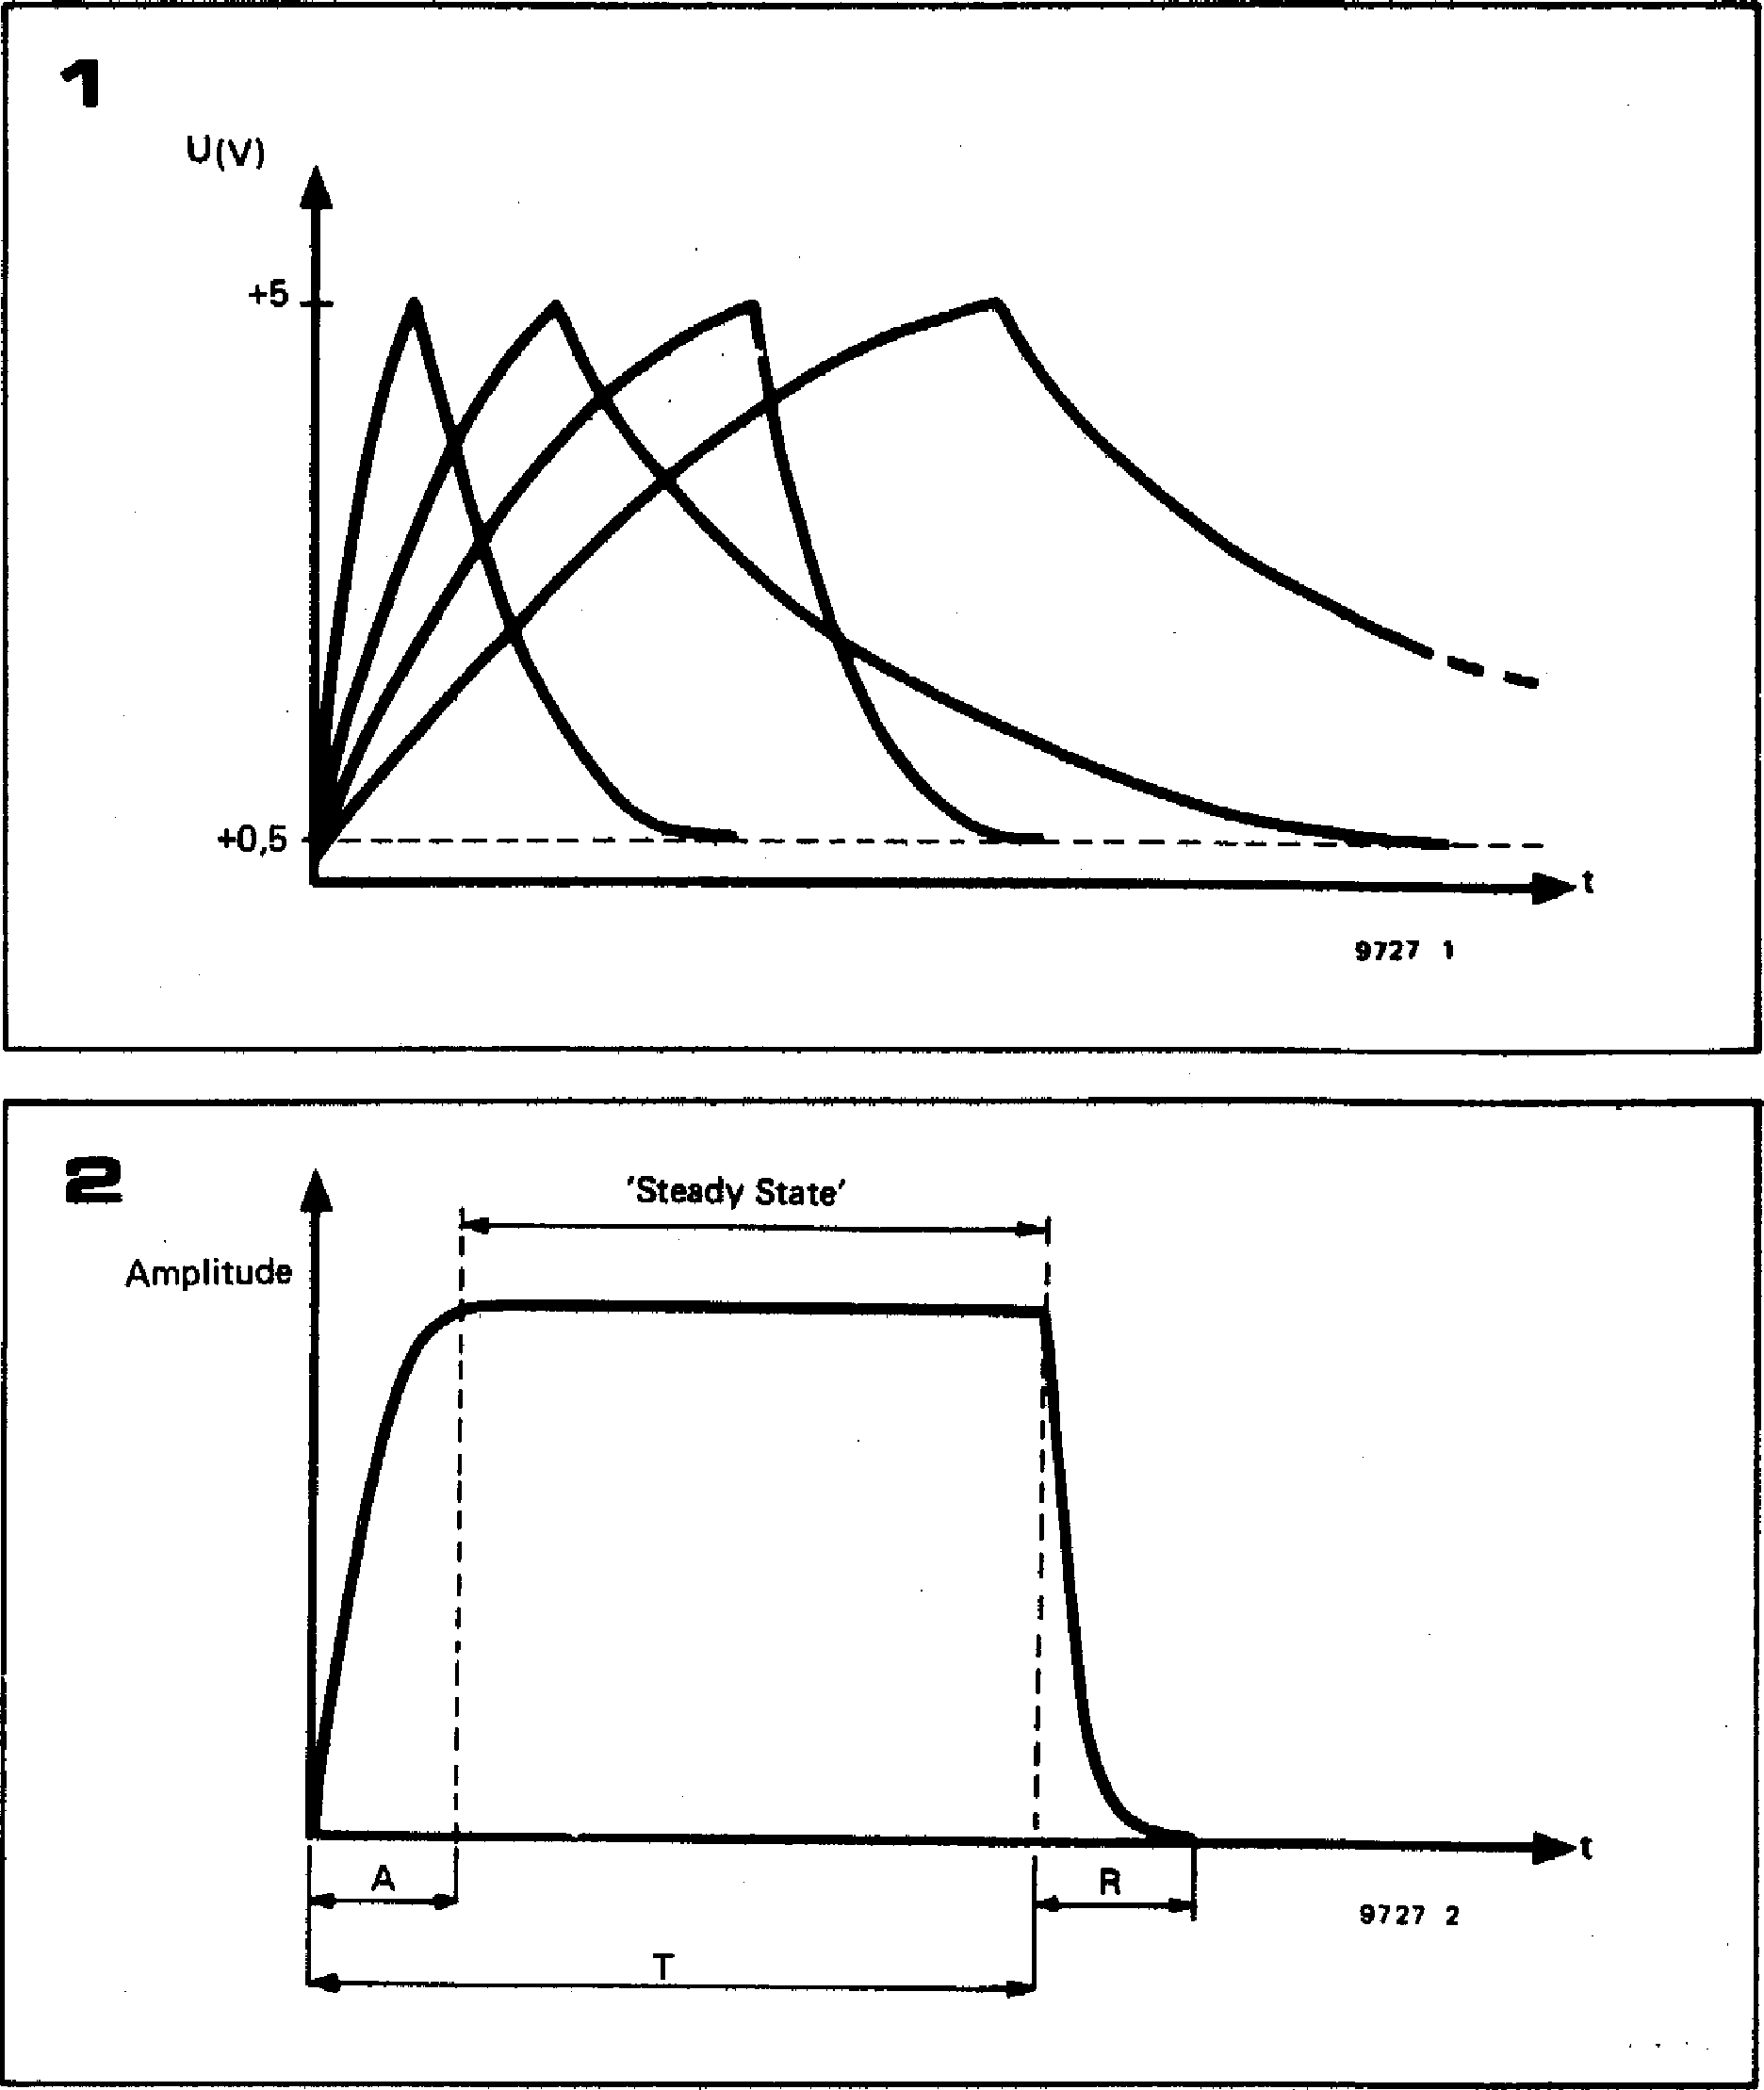 1
U(V)
+5
+0,5
t
9727 1
2
'Steady State'
Amplitude
t
A
R
9727 2
T